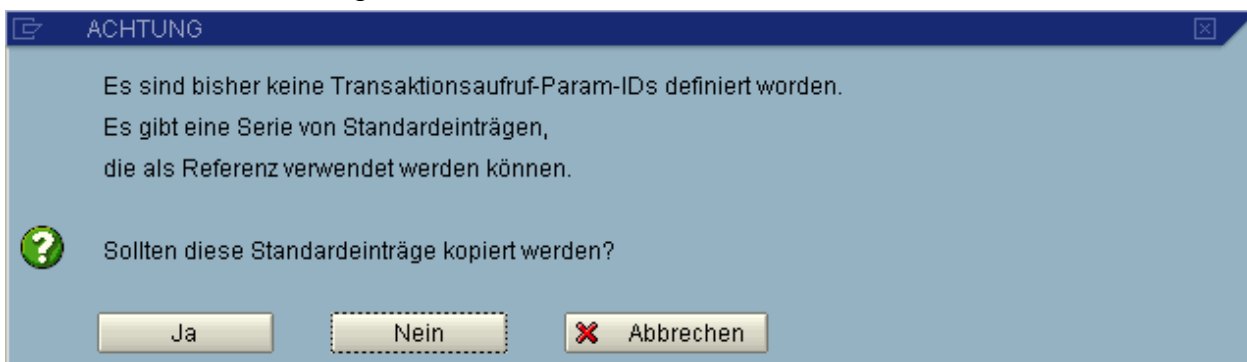 ACHTUNG
Es sind bisher keine Transaktionsaufruf-Param-IDs definiert worden.
Es gibt eine Serie von Standardeinträgen,
die als Referenz verwendet werden können.
Sollten diese Standardeinträge kopiert werden?
Ja Nein Abbrechen